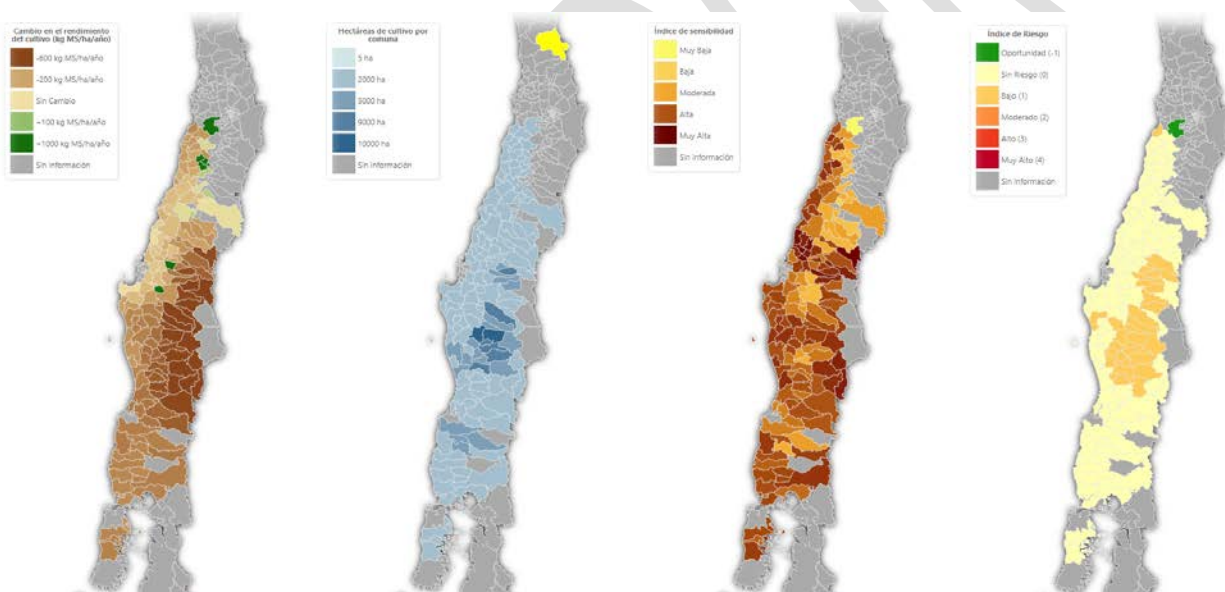 Cambio en el rendimiento
del cultivo (kg MS/ha/año)
-800 kg MS/ha/año
-200 kg MS/ha/año
Sin Cambio
+100 kg MS/ha/año
+1000 kg MS/ha/año
Sin Información
Hectáreas de cultivo por
comuna
5 ha
2000 ha
5000 ha
9000 ha
10000 ha
Sin Información
Índice de sensibilidad
Muy Baja
Baja
Moderada
Alta
Muy Alta
Sin Información
Índice de Riesgo
Oportunidad (-1)
Sin Riesgo (0)
Bajo (1)
Moderado (2)
Alto (3)
Muy Alto (4)
Sin Información